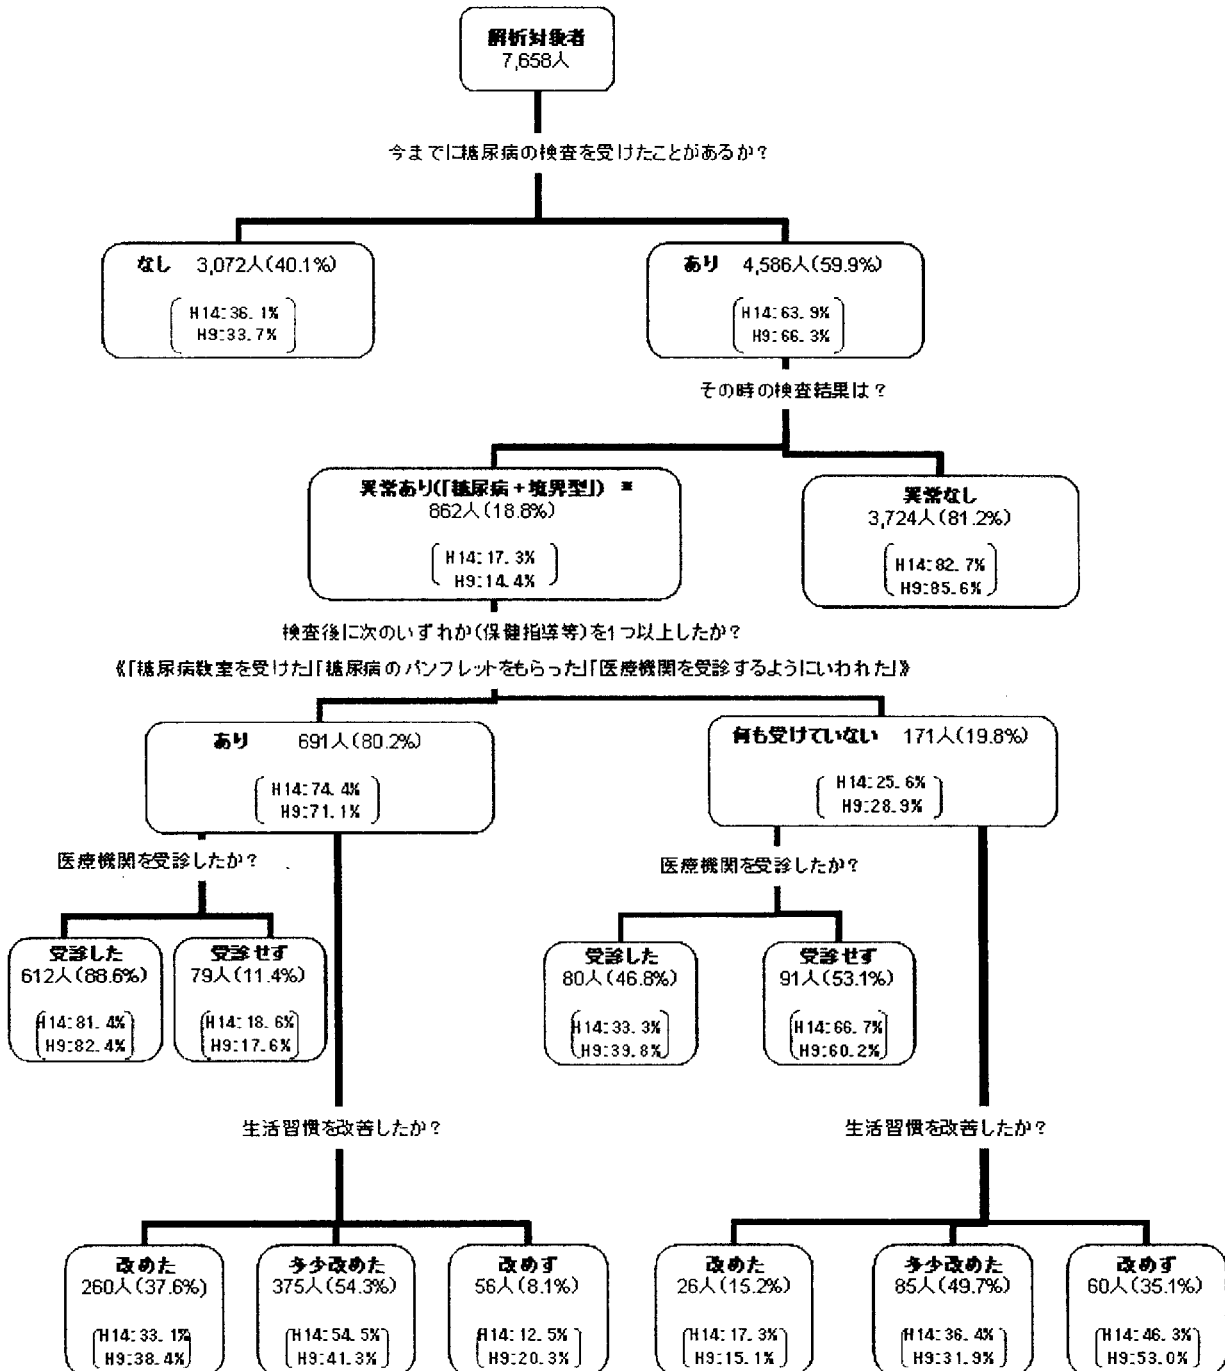 解析対象者
7,658人
今までに糖尿病の検査を受けたことがあるか？
なし 3,072人(40.1%)
H14:36.1%
H9:33.7%
あり 4,586人(59.9%)
H14:63.9%
H9:66.3%
その時の検査結果は？
異常あり(｢糖尿病＋境界型｣) ※
862人(18.8%)
H14:17.3%
H9:14.4%
異常なし
3,724人(81.2%)
H14:82.7%
H9:85.6%
検査後に次のいずれか(保健指導等)を1つ以上したか？
《｢糖尿病教室を受けた｣｢糖尿病のパンフレットをもらった｣｢医療機関を受診するようにいわれた｣》
あり 691人(80.2%)
H14:74.4%
H9:71.1%
何も受けていない 171人(19.8%)
H14:25.6%
H9:28.9%
医療機関を受診したか？
受診した
612人(88.6%)
H14:81.4%
H9:82.4%
受診せず
79人(11.4%)
H14:18.6%
H9:17.6%
医療機関を受診したか？
受診した
80人(46.8%)
H14:33.3%
H9:39.8%
受診せず
91人(53.1%)
H14:66.7%
H9:60.2%
生活習慣を改善したか？
改めた
260人(37.6%)
H14:33.1%
H9:38.4%
多少改めた
375人(54.3%)
H14:54.5%
H9:41.3%
改めず
56人(8.1%)
H14:12.5%
H9:20.3%
生活習慣を改善したか？
改めた
26人(15.2%)
H14:17.3%
H9:15.1%
多少改めた
85人(49.7%)
H14:36.4%
H9:31.9%
改めず
60人(35.1%)
H14:46.3%
H9:53.0%